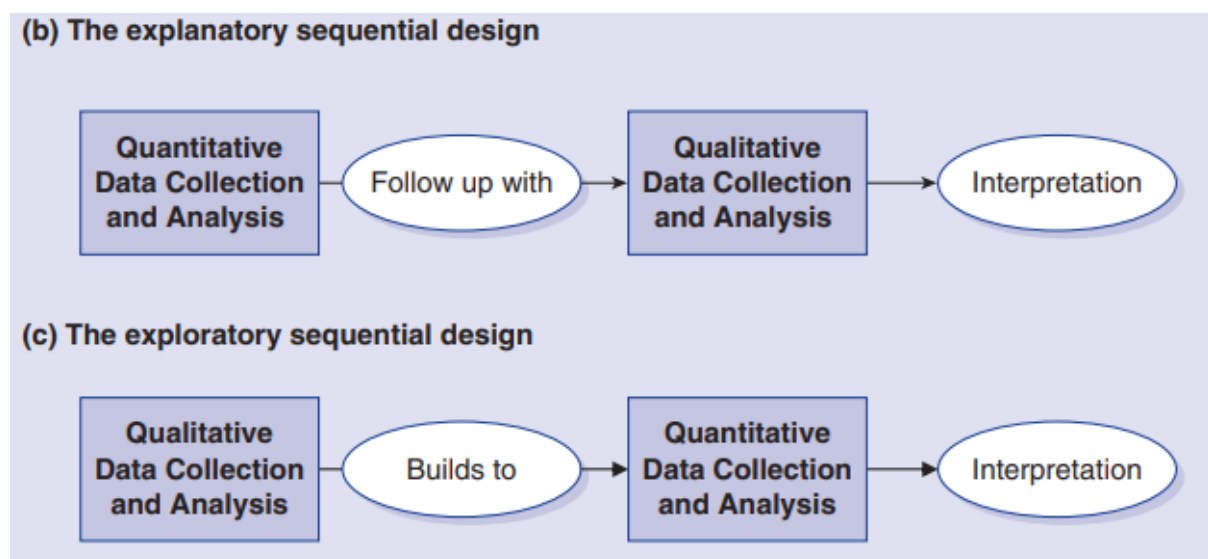 (b) The explanatory sequential design
Quantitative
Data Collection
and Analysis
Follow up with
Qualitative
Data Collection
and Analysis
Interpretation
(c) The exploratory sequential design
Qualitative
Data Collection
and Analysis
Builds to
Quantitative
Data Collection
and Analysis
Interpretation